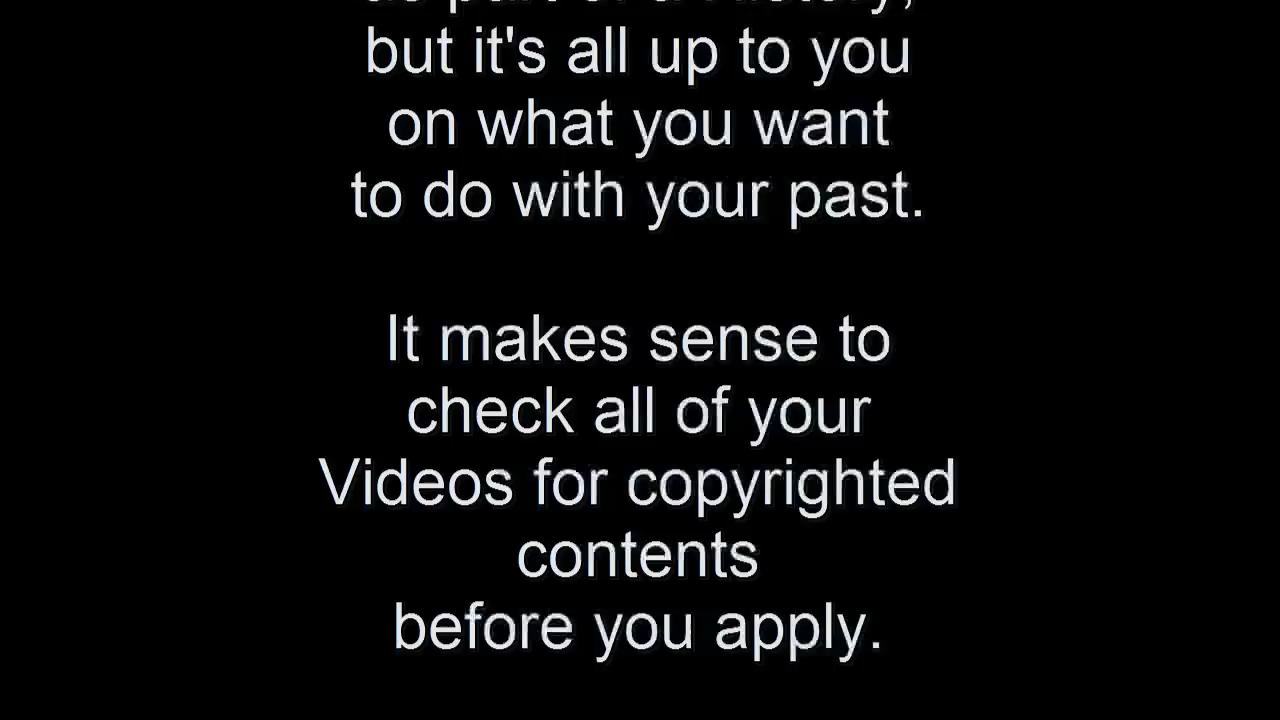 but it's all up to you
on what you want
to do with your past.
It makes sense to
check all of your
Videos for copyrighted
contents
before you apply.